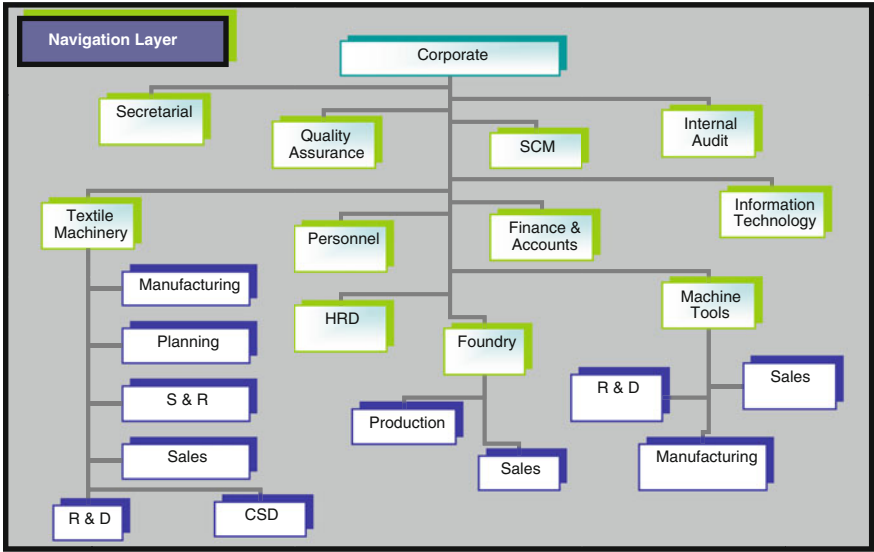 Navigation Layer
Corporate
Secretarial
Quality
Assurance
SCM
Internal
Audit
Textile
Machinery
Personnel
Finance &
Accounts
Information
Technology
Manufacturing
HRD
Machine
Tools
Planning
Foundry
S & R
Production
R & D
Sales
Sales
Sales
Manufacturing
R & D
CSD